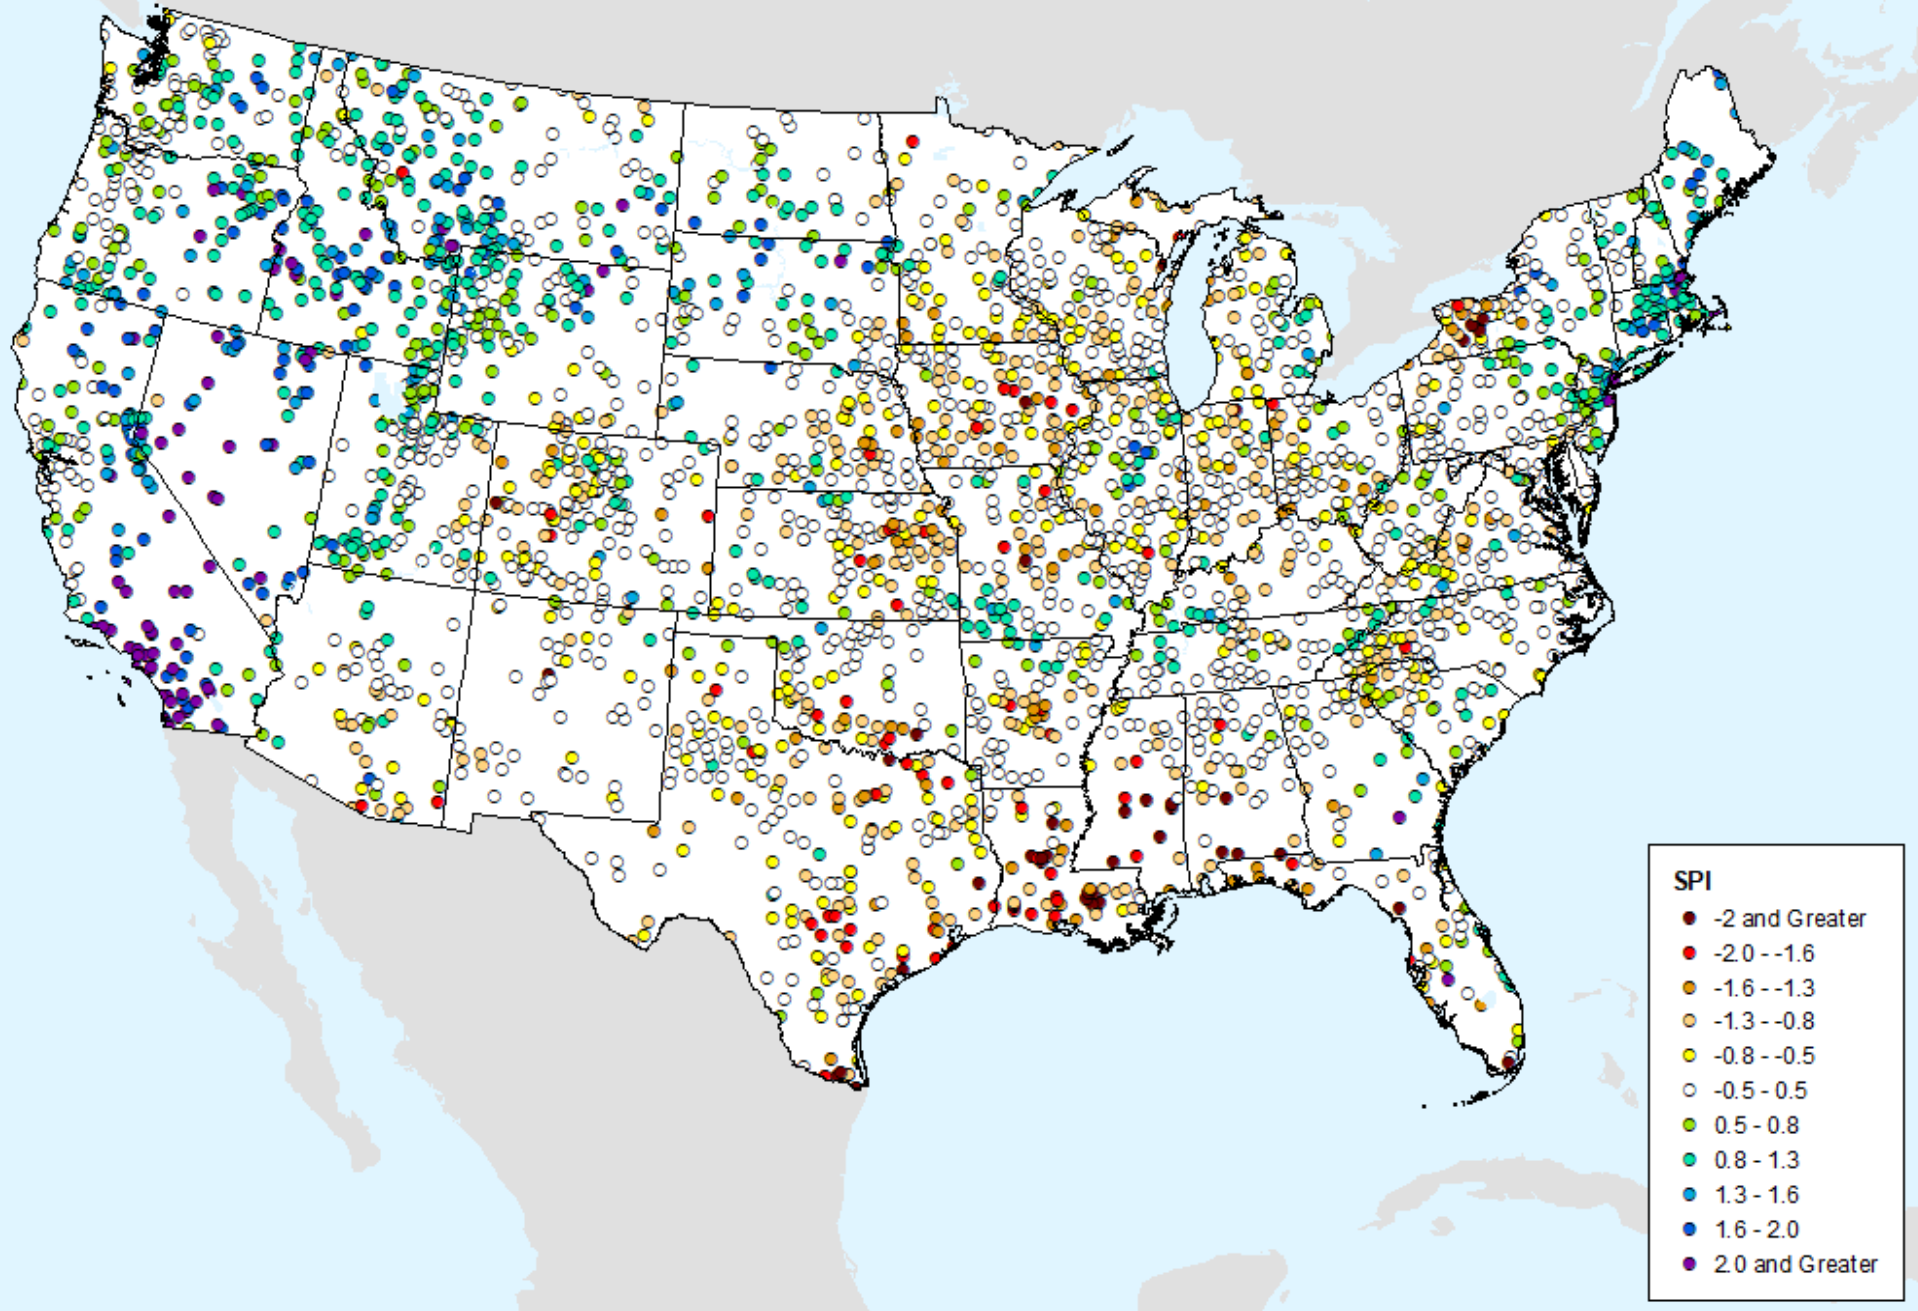 SPI
-2 and Greater
-2.0 - -1.6
-1.6 - -1.3
-1.3 - -0.8
-0.8 - -0.5
-0.5 - 0.5
0.5 - 0.8
0.8 - 1.3
1.3 - 1.6
1.6 - 2.0
2.0 and Greater